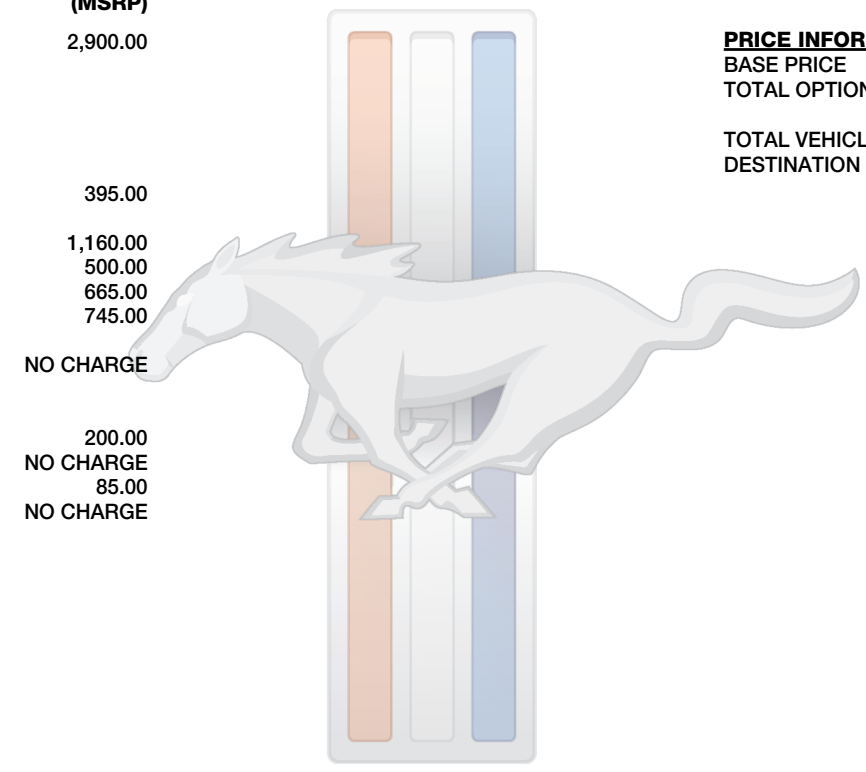 (MSRP)
2,900.00
395.00
1,160.00
500.00
665.00
745.00
NO CHARGE
200.00
NO CHARGE
85.00
NO CHARGE
PRICE INFOR
BASE PRICE
TOTAL OPTION
TOTAL VEHICL
DESTINATION